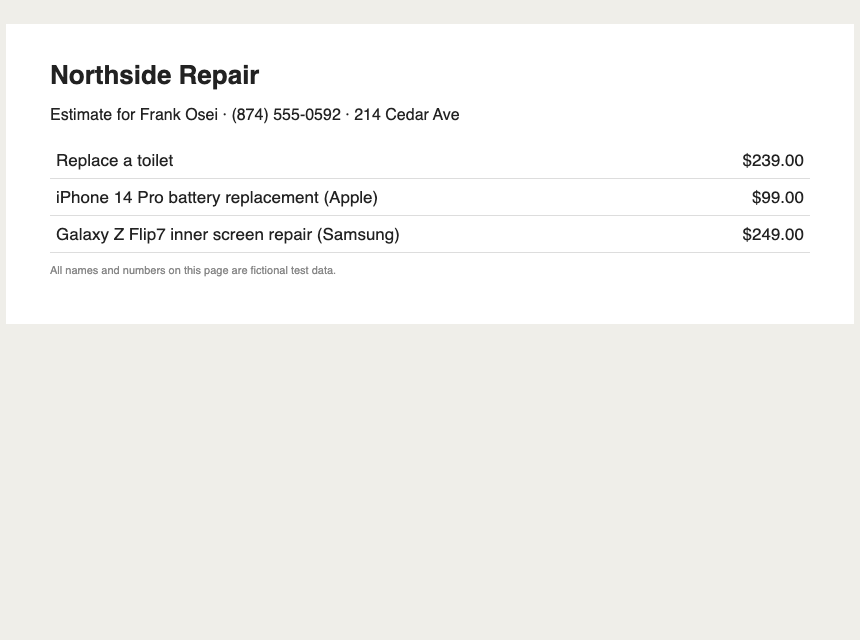 Northside Repair
Estimate for Frank Osei · (874) 555-0592 · 214 Cedar Ave
Replace a toilet $239.00
iPhone 14 Pro battery replacement (Apple) $99.00
Galaxy Z Flip7 inner screen repair (Samsung) $249.00
All names and numbers on this page are fictional test data.